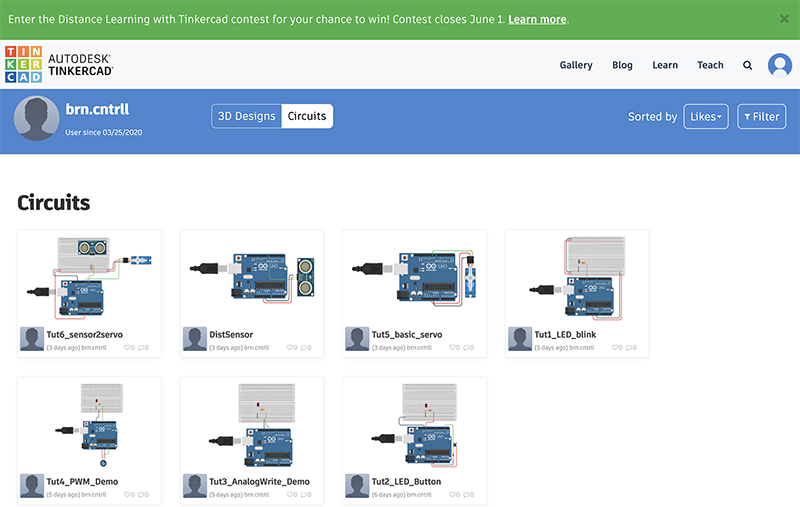 Enter the Distance Learning with Tinkercad contest for your chance to win! Contest closes June 1. Learn more.
TIN
KER
CAD
AUTODESK®
TINKERCAD®
Gallery Blog Learn Teach
brn.cntrll
User since 03/25/2020
3D Designs Circuits
Sorted by Likes Filter
Circuits
Tut6_sensor2servo
(3 days ago) brn.cntrll 0 0
DistSensor
(3 days ago) brn.cntrll 0 0
Tut5_basic_servo
(3 days ago) brn.cntrll 0 0
Tut1_LED_blink
(5 days ago) brn.cntrll 0 0
Tut4_PWM_Demo
(5 days ago) brn.cntrll 0 0
Tut3_AnalogWrite_Demo
(5 days ago) brn.cntrll 0 0
Tut2_LED_Button
(6 days ago) brn.cntrll 0 0